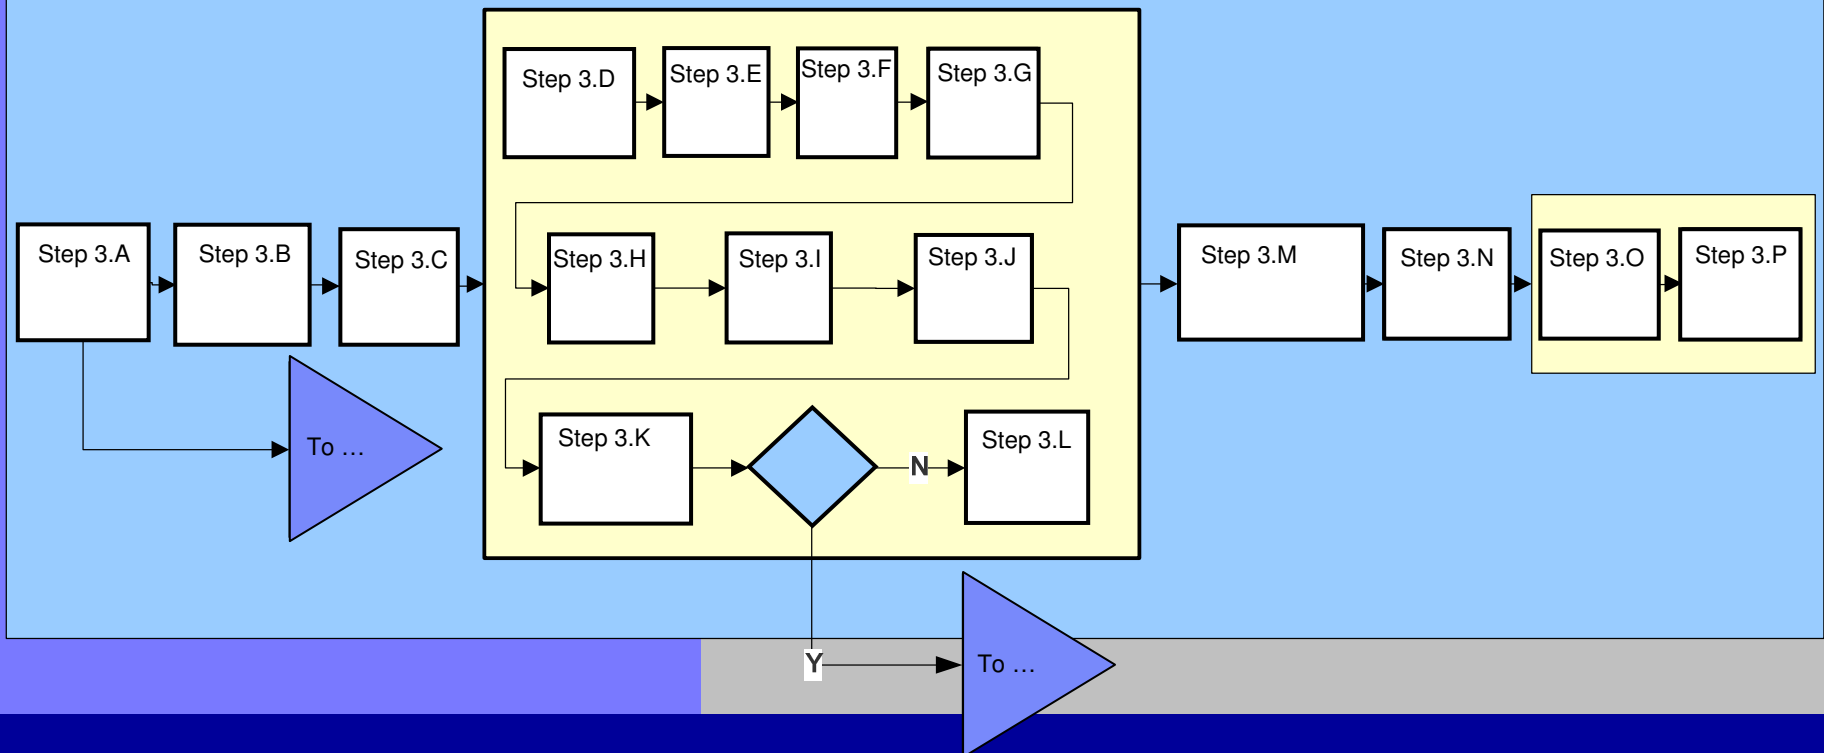 Step 3.D
Step 3.E
Step 3.F
Step 3.G
Step 3.A
Step 3.B
Step 3.C
Step 3.H
Step 3.I
Step 3.J
Step 3.M
Step 3.N
Step 3.O
Step 3.P
To ...
Step 3.K
N
Step 3.L
Y
To ...